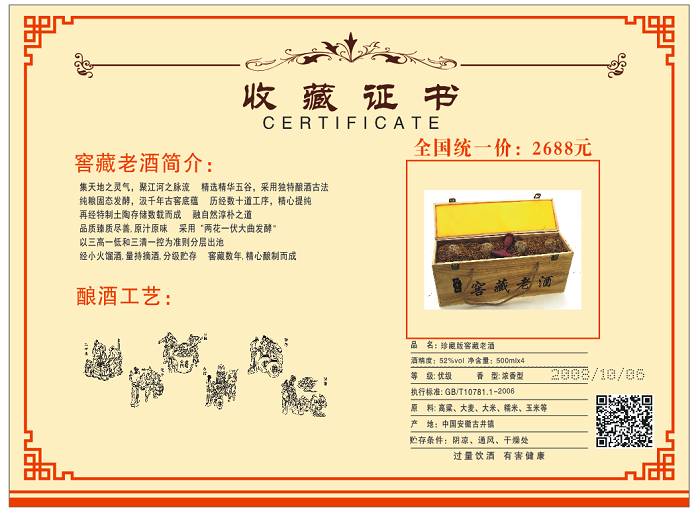 收藏证书
CERTIFICATE
全国统一价：2688元
窖藏老酒简介：
集天地之灵气，聚江河之脉流 精选精华五谷，采用独特酿酒古法
纯粮固态发酵，汲千年古窖底蕴 历经数十道工序，精心提纯
再经特制土陶存储数载而成 融自然淳朴之道
品质臻质尽善,原汁原味 采用 "两花一伏大曲发酵"
以三高一低和三清一控为准则分层出池
经小火馏酒,量持摘酒,分级贮存 窖藏数年,精心酿制而成
酿酒工艺：
窖藏老酒
品 名：珍藏版窖藏老酒
酒精度：52%vol 净含量：500mlx4
等 级:优级 香 型:浓香型
2008/10/06
执行标准:GB/T10781.1-2006
原 料:高粱、大麦、大米、糯米、玉米等
产 地：中国安徽古井镇
贮存条件：阴凉、通风、干燥处
过量饮酒 有害健康